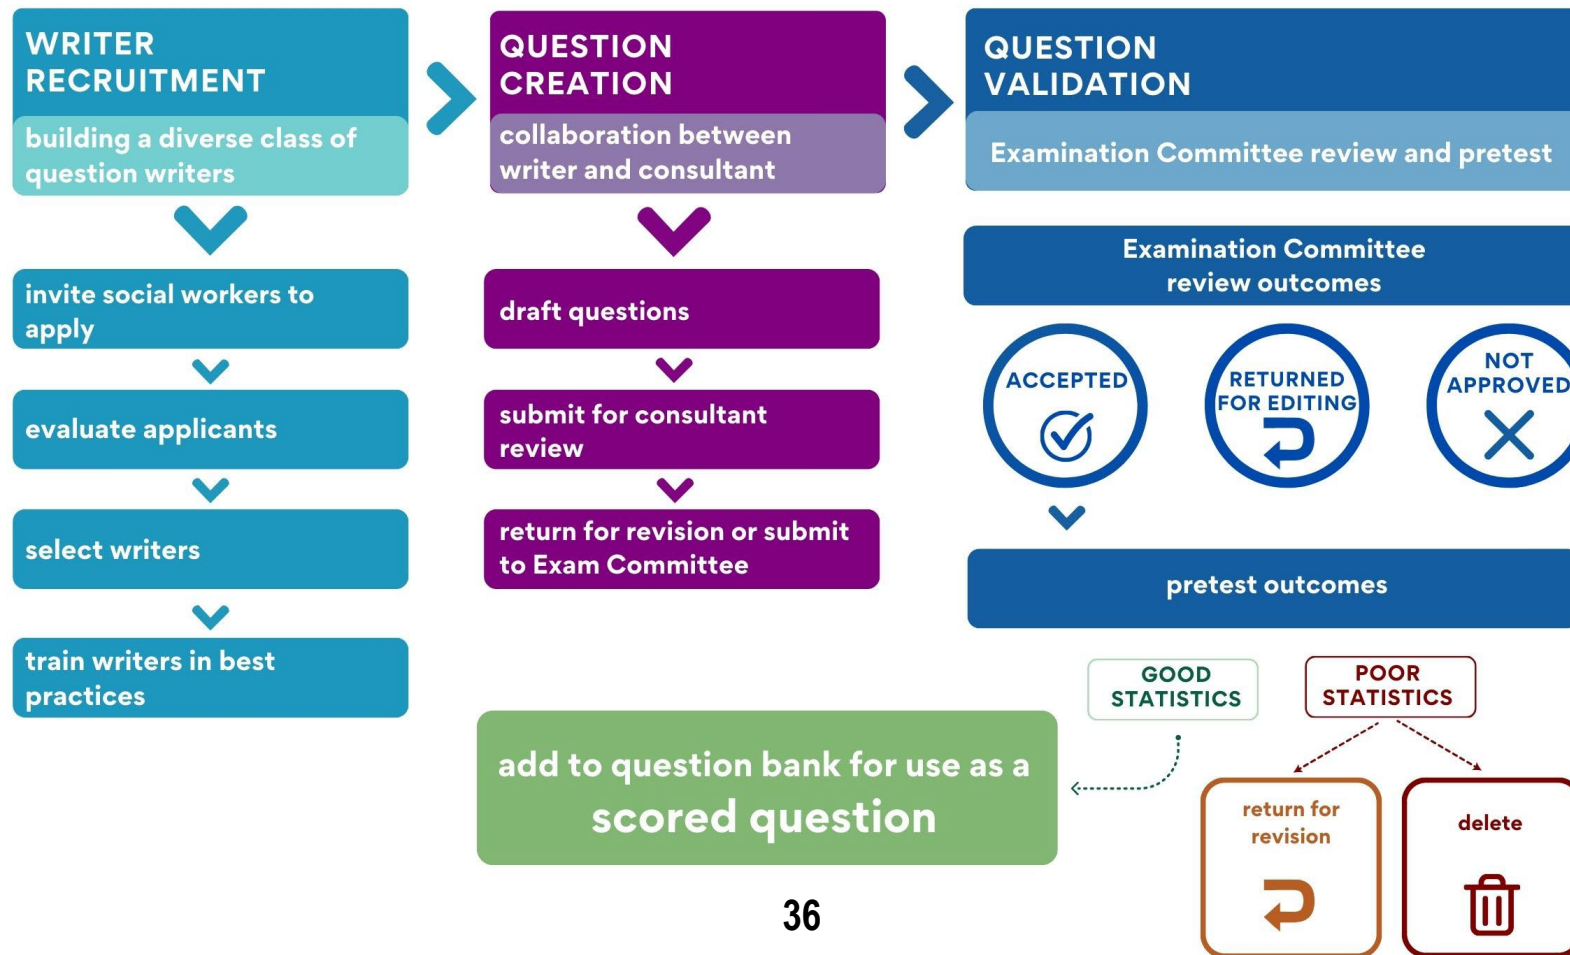 WRITER
RECRUITMENT
building a diverse class of
question writers
invite social workers to
apply
evaluate applicants
select writers
train writers in best
practices
QUESTION
CREATION
collaboration between
writer and consultant
draft questions
submit for consultant
review
return for revision or submit
to Exam Committee
QUESTION
VALIDATION
Examination Committee review and pretest
Examination Committee
review outcomes
ACCEPTED
RETURNED
FOR EDITING
NOT
APPROVED
pretest outcomes
GOOD
STATISTICS
POOR
STATISTICS
add to question bank for use as a
scored question
return for
revision
delete
36